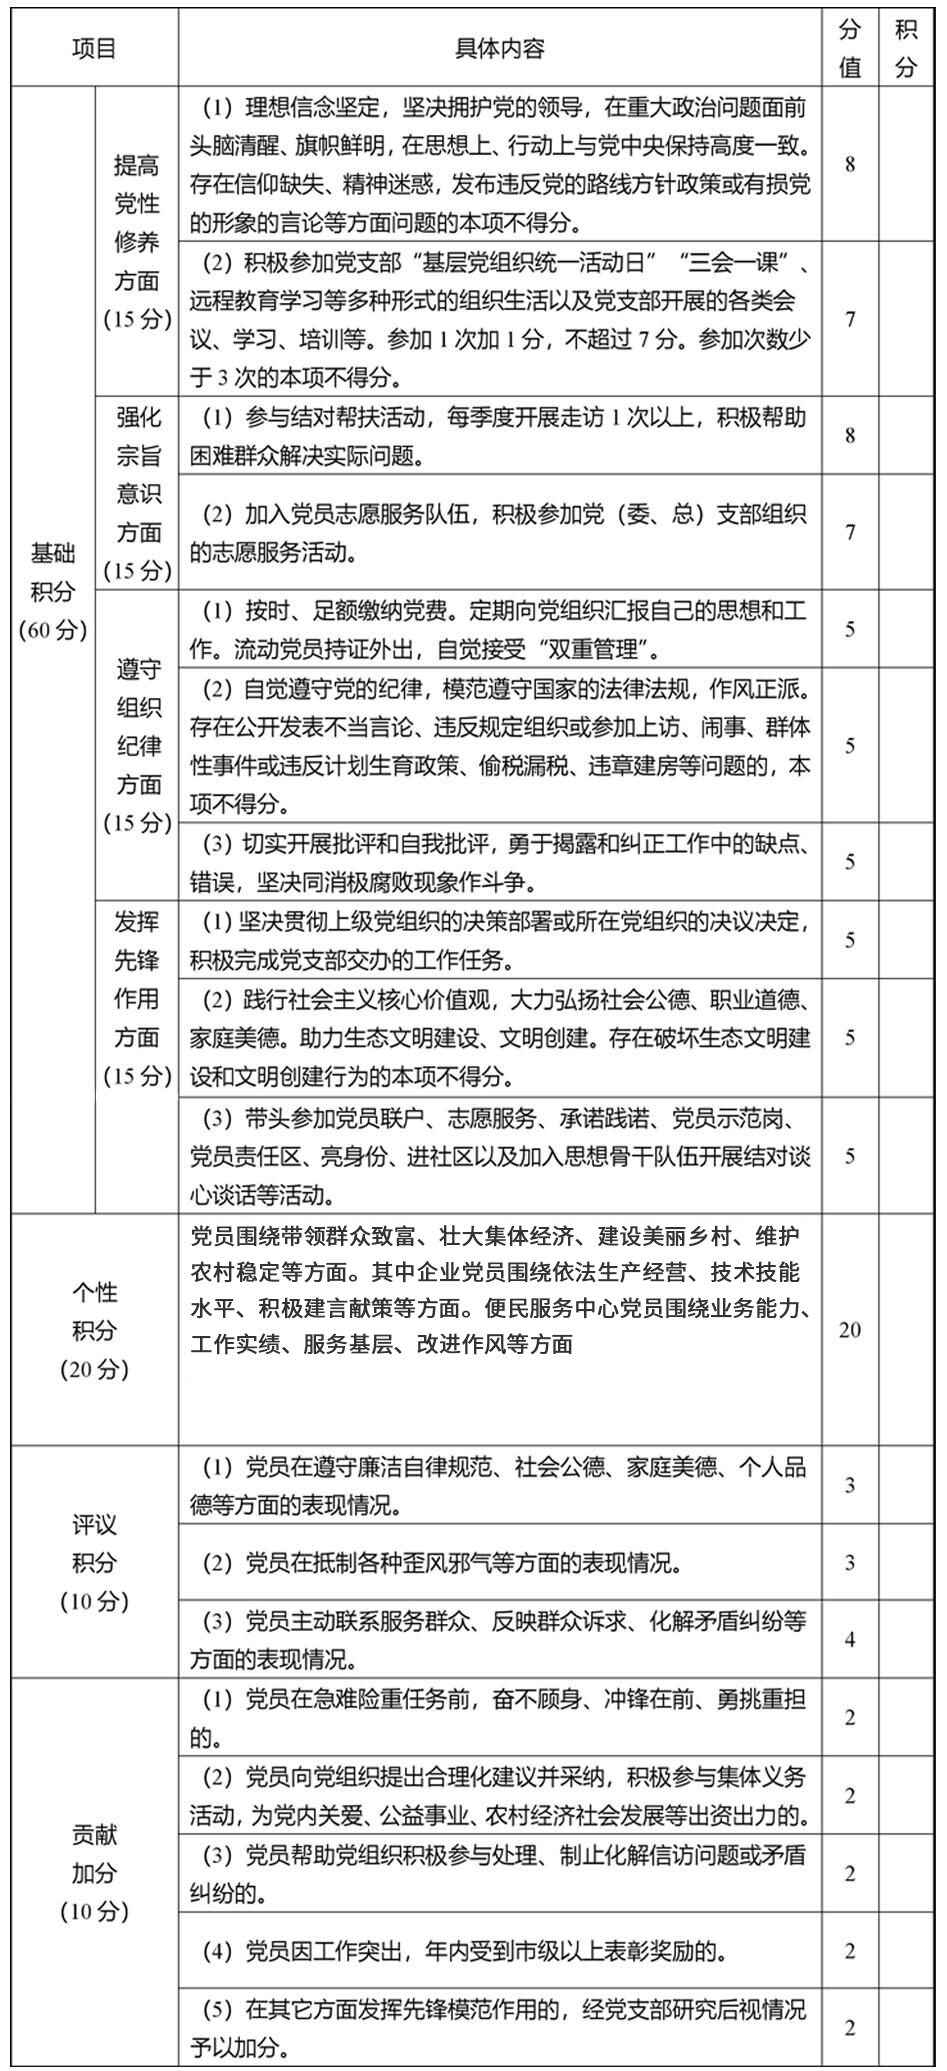 项目
具体内容
分
值
积
分
基础
积分
（60 分）
提高
党性
修养
方面
（15 分）
（1）理想信念坚定，坚决拥护党的领导，在重大政治问题面前
头脑清醒、旗帜鲜明，在思想上、行动上与党中央保持高度一致。
存在信仰缺失、精神迷惑，发布违反党的路线方针政策或有损党
的形象的言论等方面问题的本项不得分。
8
（2）积极参加党支部“基层党组织统一活动日”“三会一课”、
远程教育学习等多种形式的组织生活以及党支部开展的各类会
议、学习、培训等。参加 1 次加 1 分，不超过 7 分。参加次数少
于 3 次的本项不得分。
7
强化
宗旨
意识
方面
（15 分）
（1）参与结对帮扶活动，每季度开展走访 1 次以上，积极帮助
困难群众解决实际问题。
8
（2）加入党员志愿服务队伍，积极参加党（委、总）支部组织
的志愿服务活动。
7
遵守
组织
纪律
方面
（15 分）
（1）按时、足额缴纳党费。定期向党组织汇报自己的思想和工
作。流动党员持证外出，自觉接受“双重管理”。
5
（2）自觉遵守党的纪律，模范遵守国家的法律法规，作风正派。
存在公开发表不当言论、违反规定组织或参加上访、闹事、群体
性事件或违反计划生育政策、偷税漏税、违章建房等问题的，本
项不得分。
5
（3）切实开展批评和自我批评，勇于揭露和纠正工作中的缺点、
错误，坚决同消极腐败现象作斗争。
5
发挥
先锋
作用
方面
（15 分）
（1）坚决贯彻上级党组织的决策部署或所在党组织的决议决定，
积极完成党支部交办的工作任务。
5
（2）践行社会主义核心价值观，大力弘扬社会公德、职业道德、
家庭美德。助力生态文明建设、文明创建。存在破坏生态文明建
设和文明创建行为的本项不得分。
5
（3）带头参加党员联户、志愿服务、承诺践诺、党员示范岗、
党员责任区、亮身份、进社区以及加入思想骨干队伍开展结对谈
心谈话等活动。
5
个性
积分
（20 分）
党员围绕带领群众致富、壮大集体经济、建设美丽乡村、维护
农村稳定等方面。其中企业党员围绕依法生产经营、技术技能
水平、积极建言献策等方面。便民服务中心党员围绕业务能力、
工作实绩、服务基层、改进作风等方面
20
评议
积分
（10 分）
（1）党员在遵守廉洁自律规范、社会公德、家庭美德、个人品
德等方面的表现情况。
3
（2）党员在抵制各种歪风邪气等方面的表现情况。
3
（3）党员主动联系服务群众、反映群众诉求、化解矛盾纠纷等
方面的表现情况。
4
贡献
加分
（10 分）
（1）党员在急难险重任务前，奋不顾身、冲锋在前、勇挑重担
的。
2
（2）党员向党组织提出合理化建议并采纳，积极参与集体义务
活动，为党内关爱、公益事业、农村经济社会发展等出资出力的。
2
（3）党员帮助党组织积极参与处理、制止化解信访问题或矛盾
纠纷的。
2
（4）党员因工作突出，年内受到市级以上表彰奖励的。
2
（5）在其它方面发挥先锋模范作用的，经党支部研究后视情况
予以加分。
2